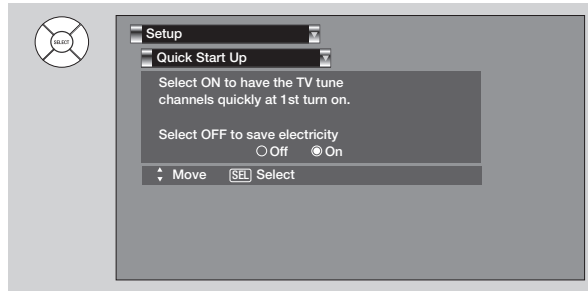 SELECT
Setup
Quick Start Up
Select ON to have the TV tune
channels quickly at 1st turn on.
Select OFF to save electricity
Off On
Move SEL Select